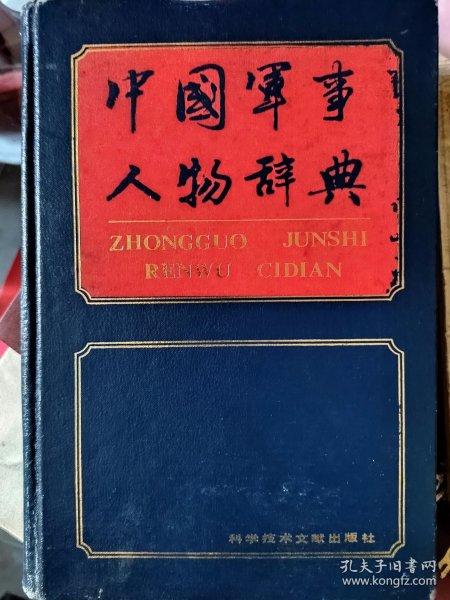 中國軍事
人物辞典
ZHONGGUO JUNSHI
RENWU CIDIAN
科学技术文献出版社
孔夫子旧书网
www.kongfz.com